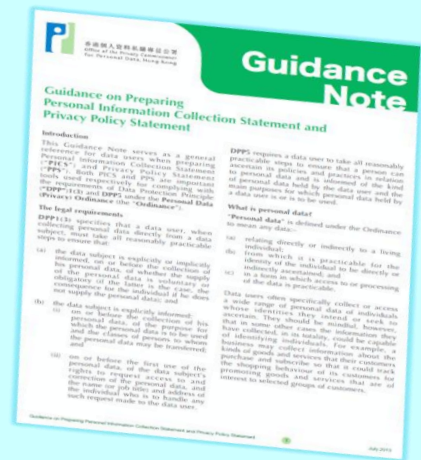 香港個人資料私隱專員公署
Office of the Privacy Commissioner
for Personal Data, Hong Kong
Guidance
Note
Guidance on Preparing
Personal Information Collection Statement and
Privacy Policy Statement
Introduction
This Guidance Note serves as a general
reference for data users when preparing
Personal Information Collection Statement
("PICS") and Privacy Policy Statement
("PPS"). Both PICS and PPS are important
tools used respectively for complying with
the requirements of Data Protection Principle
("DPP")1(3) and DPP5 under the Personal Data
(Privacy) Ordinance (the "Ordinance").
The legal requirements
DPP1(3) specifies that a data user, when
collecting personal data directly from a data
subject, must take all reasonably practicable
steps to ensure that:
(a) the data subject is explicitly or implicitly
informed, on or before the collection of
his personal data, of whether the supply
of the personal data is voluntary or
obligatory (if the latter is the case, the
consequence for the individual if he does
not supply the personal data); and
(b) the data subject is explicitly informed:
(i) on or before the collection of his
personal data, of the purpose for
which the personal data is to be used
and the classes of persons to whom
the personal data may be transferred;
and
(ii) on or before the first use of the
personal data, of the data subject's
rights to request access to and
correction of the personal data, and
the name (or job title) and address of
the individual who is to handle any
such request made to the data user.
DPP5 requires a data user to take all reasonably
practicable steps to ensure that a person can
ascertain its policies and practices in relation
to personal data and is informed of the kind
of personal data held by the data user and the
main purposes for which personal data held by
a data user is or is to be used.
What is personal data?
"Personal data" is defined under the Ordinance
to mean any data:-
(a) relating directly or indirectly to a living
individual;
(b) from which it is practicable for the
identity of the individual to be directly or
indirectly ascertained; and
(c) in a form in which access to or processing
of the data is practicable.
Data users often specifically collect or access
a wide range of personal data of individuals
whose identities they intend or seek to
ascertain. They should be mindful, however,
that in some other cases the information they
have collected, in its totality, could be capable
of identifying individuals. For example, a
business may collect information about the
kinds of goods and services that their customers
purchase and subscribe so that it could track
the shopping behaviour of its customers for
promoting goods and services that are of
interest to selected groups of customers.
Guidance on Preparing Personal Information Collection Statement and Privacy Policy Statement
July 2013